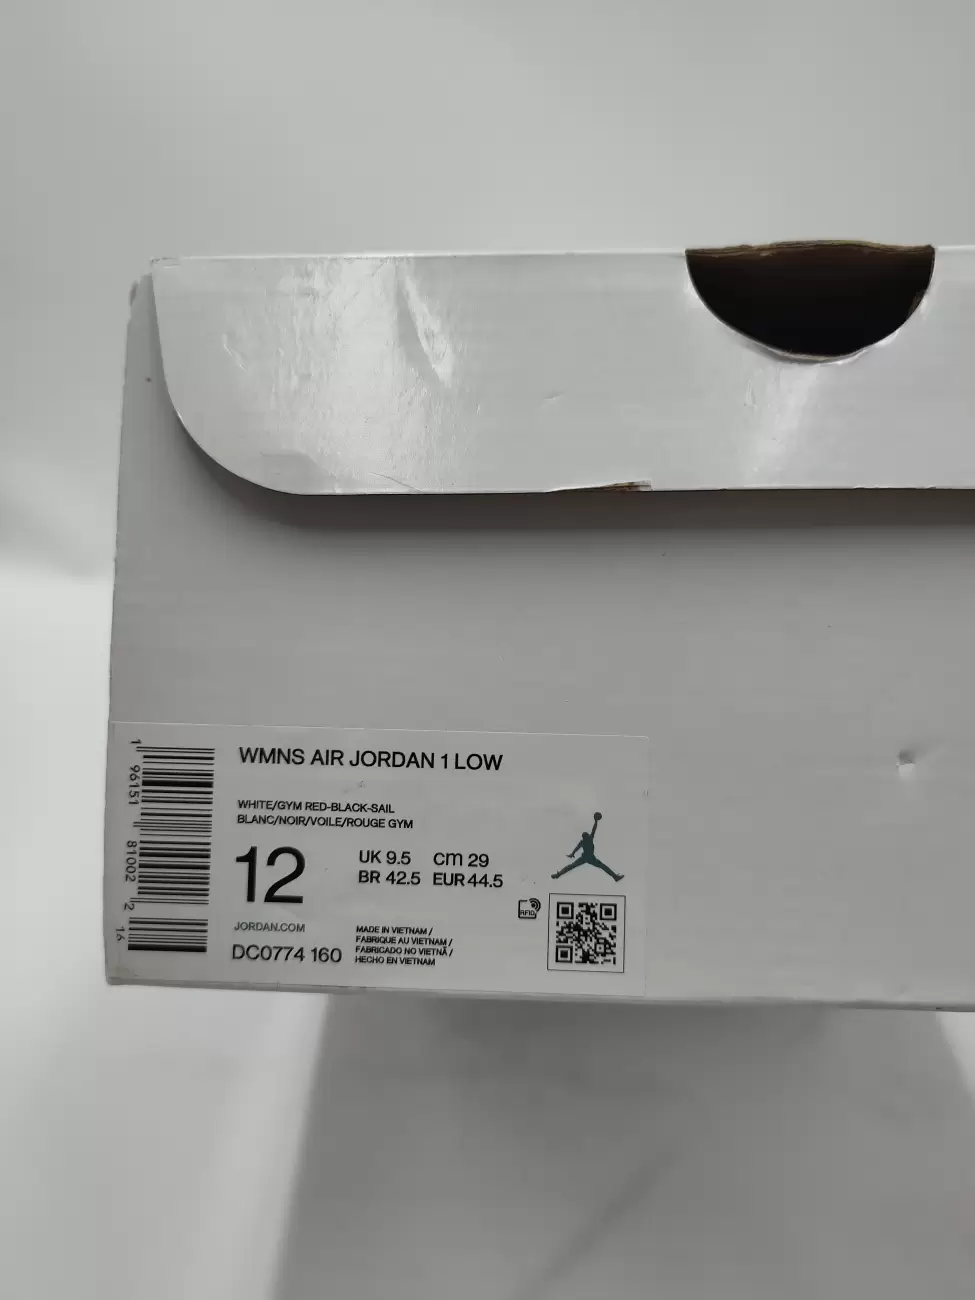 WMNS AIR JORDAN 1 LOW
WHITE/GYM RED-BLACK-SAIL
BLANC/NOIR/VOILE/ROUGE GYM
12
UK 9.5 cm 29
BR 42.5 EUR 44.5
RFID
JORDAN.COM
DC0774 160
MADE IN VIETNAM /
FABRIQUE AU VIETNAM /
FABRICADO NO VIETNÃ /
HECHO EN VIETNAM
1 96151 81002 2 16